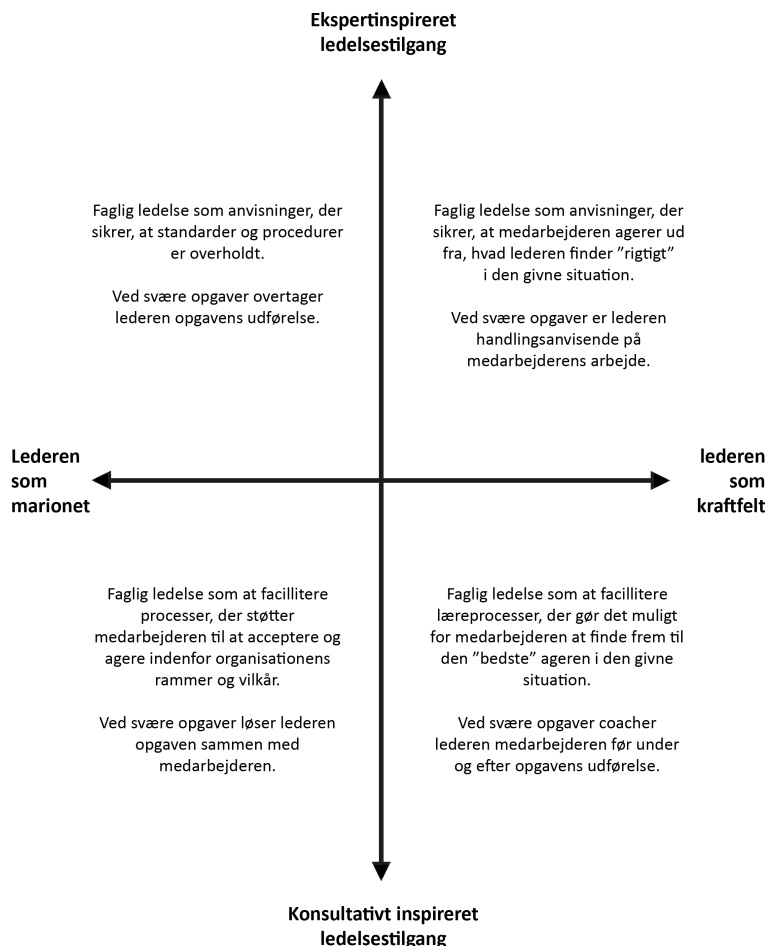 Ekspertinspireret
ledelsestilgang
Faglig ledelse som anvisninger, der
sikrer, at standarder og procedurer
er overholdt.
Ved svære opgaver overtager
lederen opgavens udførelse.
Faglig ledelse som anvisninger, der
sikrer, at medarbejderen agerer ud
fra, hvad lederen finder ”rigtigt”
i den givne situation.
Ved svære opgaver er lederen
handlingsanvisende på
medarbejderens arbejde.
Lederen
som
marionet
lederen
som
kraftfelt
Faglig ledelse som at facillitere
processer, der støtter
medarbejderen til at acceptere og
agere indenfor organisationens
rammer og vilkår.
Ved svære opgaver løser lederen
opgaven sammen med
medarbejderen.
Faglig ledelse som at facillitere
læreprocesser, der gør det muligt
for medarbejderen at finde frem til
den ”bedste” ageren i den givne
situation.
Ved svære opgaver coacher
lederen medarbejderen før under
og efter opgavens udførelse.
Konsultativt inspireret
ledelsestilgang